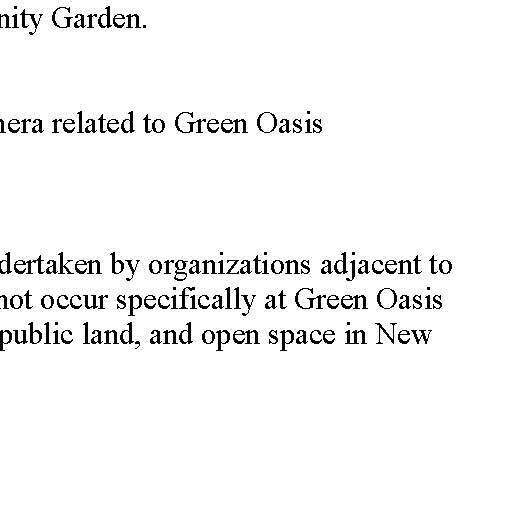 nity Garden.
nera related to Green Oasis
dertaken by organizations adjacent to
not occur specifically at Green Oasis
public land, and open space in New